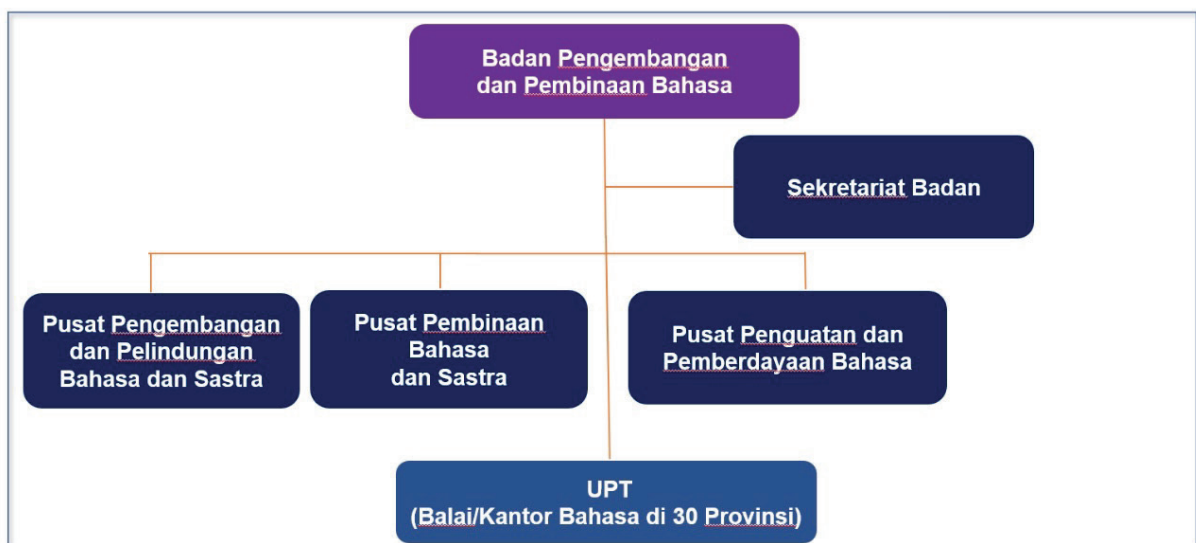 Badan Pengembangan
dan Pembinaan Bahasa
Sekretariat Badan
Pusat Pengembangan
dan Pelindungan
Bahasa dan Sastra
Pusat Pembinaan
Bahasa
dan Sastra
Pusat Penguatan dan
Pemberdayaan Bahasa
UPT
(Balai/Kantor Bahasa di 30 Provinsi)